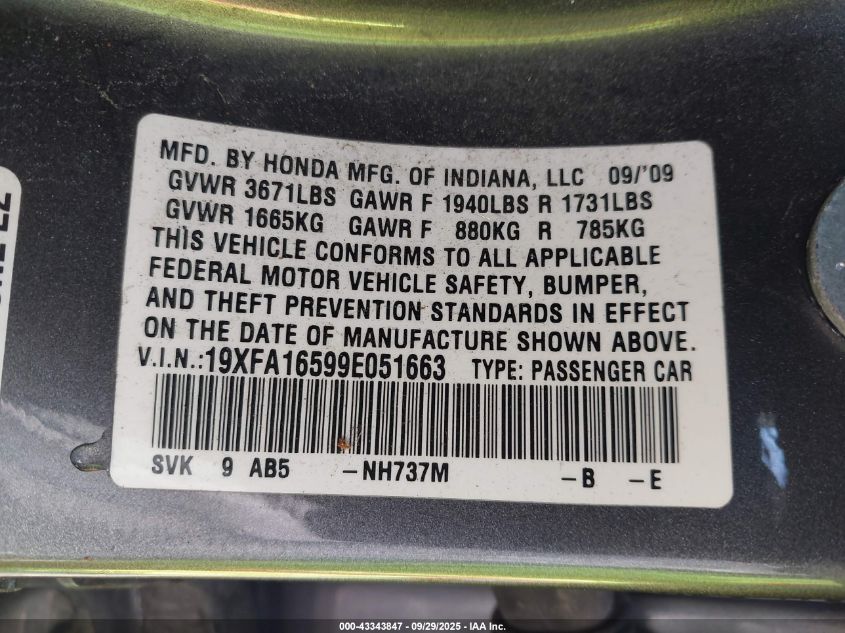 MFD. BY HONDA MFG. OF INDIANA, LLC 09/'09
GVWR 3671LBS GAWR F 1940LBS R 1731LBS
GVWR 1665KG GAWR F 880KG R 785KG
THIS VEHICLE CONFORMS TO ALL APPLICABLE
FEDERAL MOTOR VEHICLE SAFETY, BUMPER,
AND THEFT PREVENTION STANDARDS IN EFFECT
ON THE DATE OF MANUFACTURE SHOWN ABOVE.
V.I.N.:19XFA16599E051663 TYPE: PASSENGER CAR
SVK 9 AB5 -NH737M -B -E
000-43343847 | 09/29/2025 - IAA Inc.